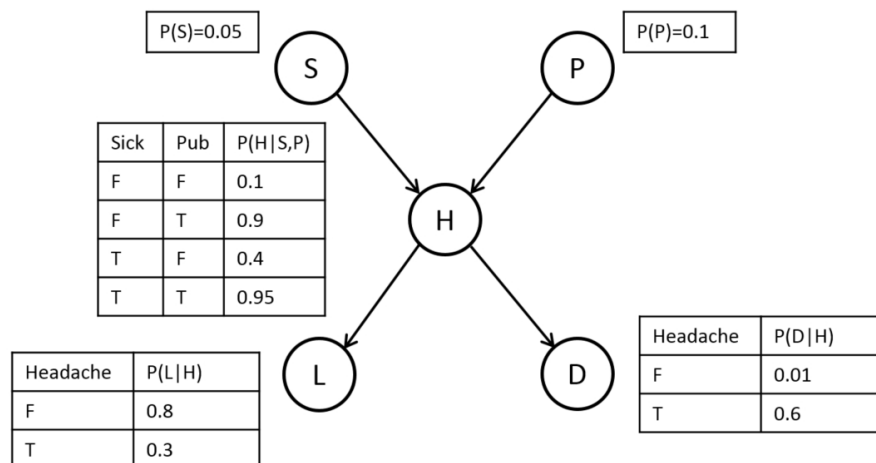 P(S)=0.05
S
P
P(P)=0.1
Sick Pub P(H|S,P)
F F 0.1
F T 0.9
T F 0.4
T T 0.95
H
Headache P(L|H)
F 0.8
T 0.3
L
D
Headache P(D|H)
F 0.01
T 0.6